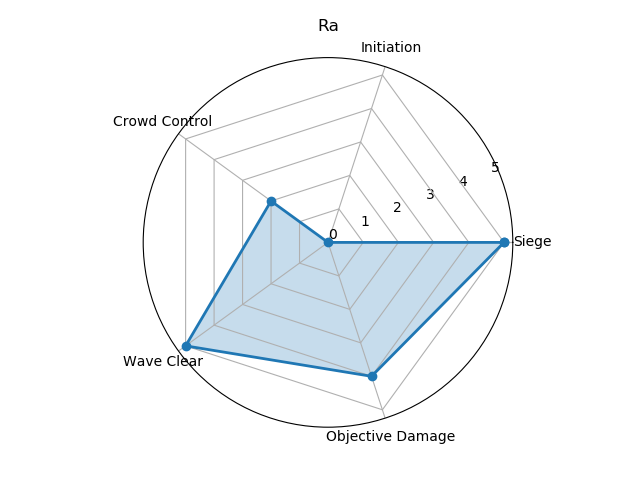 Ra
Initiation
Crowd Control
5
4
3
2
1
0
Siege
Wave Clear
Objective Damage